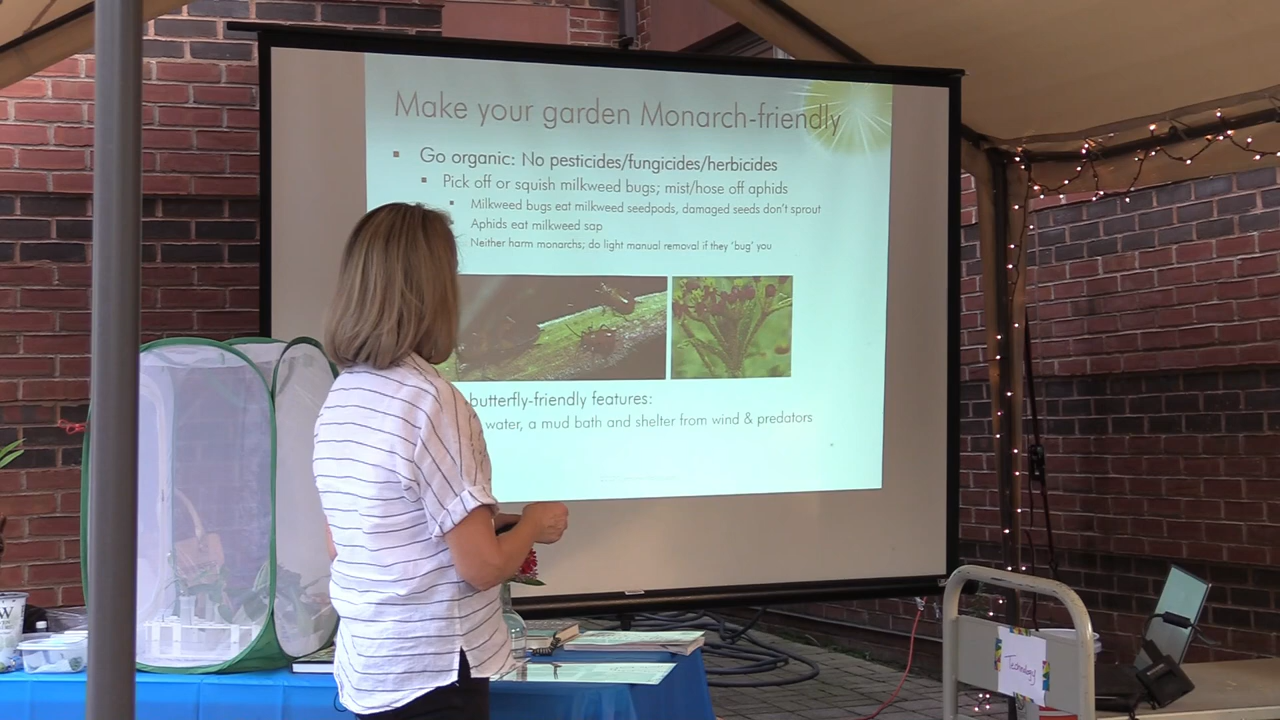 Make your garden Monarch-friendly
Go organic: No pesticides/fungicides/herbicides
Pick off or squish milkweed bugs; mist/hose off aphids
Milkweed bugs eat milkweed seedpods, damaged seeds don't sprout
Aphids eat milkweed sap
Neither harm monarchs; do light manual removal if they 'bug' you
butterfly-friendly features:
water, a mud bath and shelter from wind & predators
Technology
W